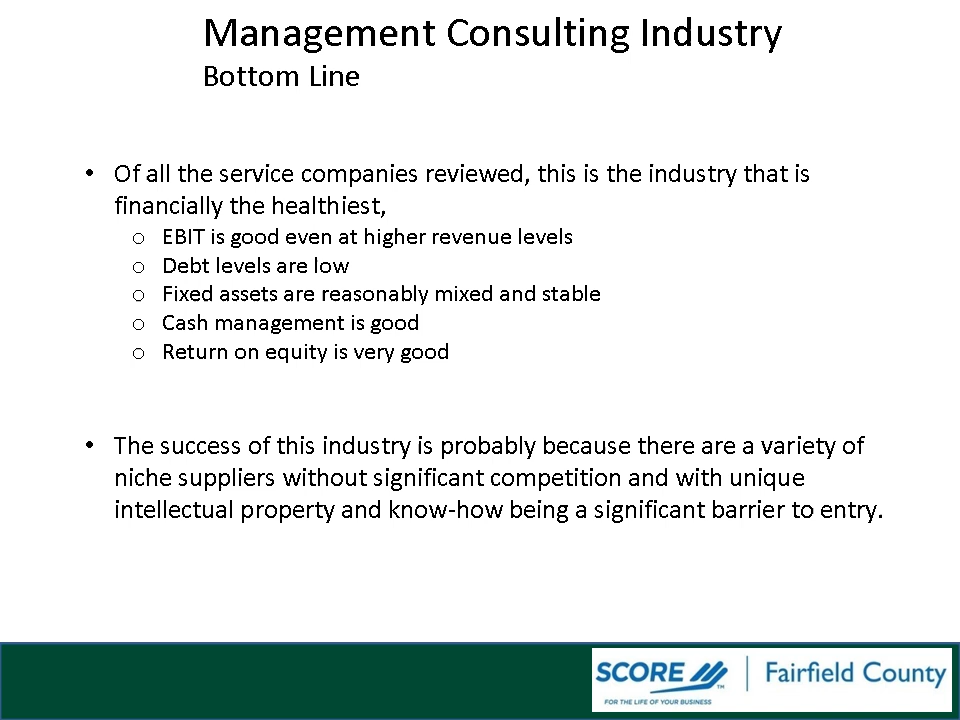 Management Consulting Industry
Bottom Line
• Of all the service companies reviewed, this is the industry that is
financially the healthiest,
o EBIT is good even at higher revenue levels
o Debt levels are low
o Fixed assets are reasonably mixed and stable
o Cash management is good
o Return on equity is very good
• The success of this industry is probably because there are a variety of
niche suppliers without significant competition and with unique
intellectual property and know-how being a significant barrier to entry.
SCORE TM | Fairfield County
FOR THE LIFE OF YOUR BUSINESS